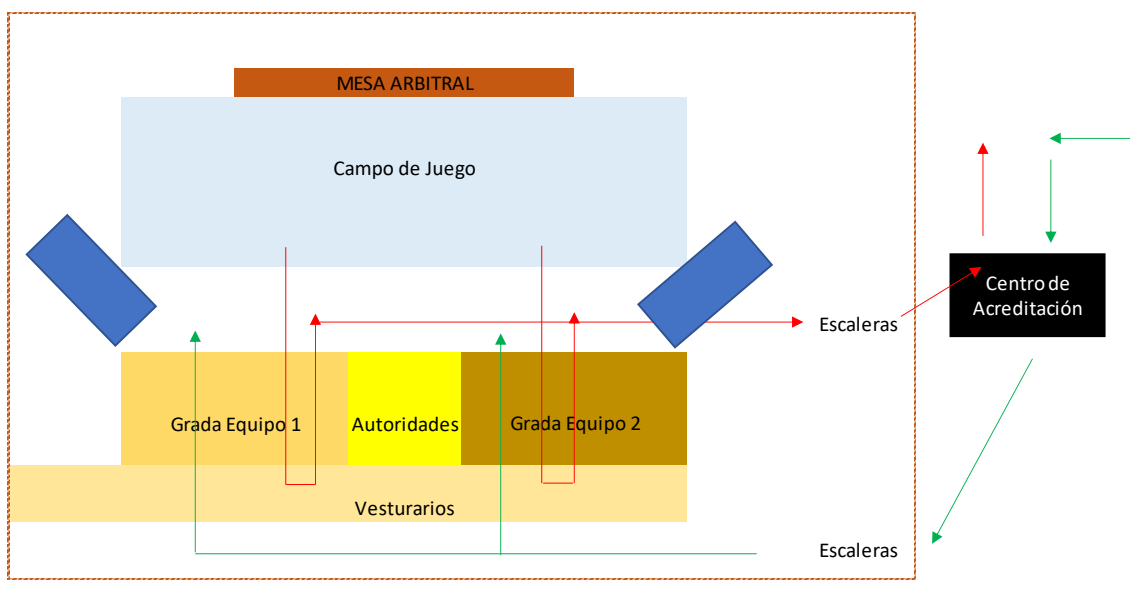 MESA ARBITRAL
Campo de Juego
Centro de
Acreditación
Escaleras
Grada Equipo 1
Autoridades
Grada Equipo 2
Vesturarios
Escaleras